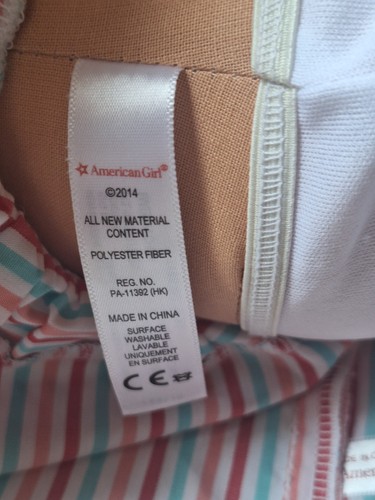 American Girl®
©2014
ALL NEW MATERIAL
CONTENT
POLYESTER FIBER
REG. NO.
PA-11392 (HK)
MADE IN CHINA
SURFACE
WASHABLE
LAVABLE
UNIQUEMENT
EN SURFACE
CE